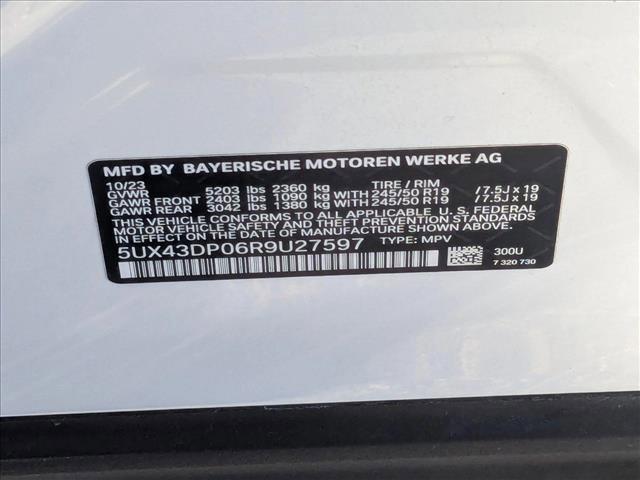 MFD BY BAYERISCHE MOTOREN WERKE AG
10/23 TIRE / RIM
GVWR 5203 lbs 2360 kg
GAWR FRONT 2403 lbs 1090 kg WITH 245/50 R19 / 7.5J x 19
GAWR REAR 3042 lbs 1380 kg WITH 245/50 R19 / 7.5J x 19
THIS VEHICLE CONFORMS TO ALL APPLICABLE U. S. FEDERAL
MOTOR VEHICLE SAFETY, BUMPER, AND THEFT PREVENTION
STANDARDS IN EFFECT ON THE DATE OF MANUFACTURE SHOWN ABOVE.
5UX43DP06R9U27597 TYPE: MPV 300U
7 320 730